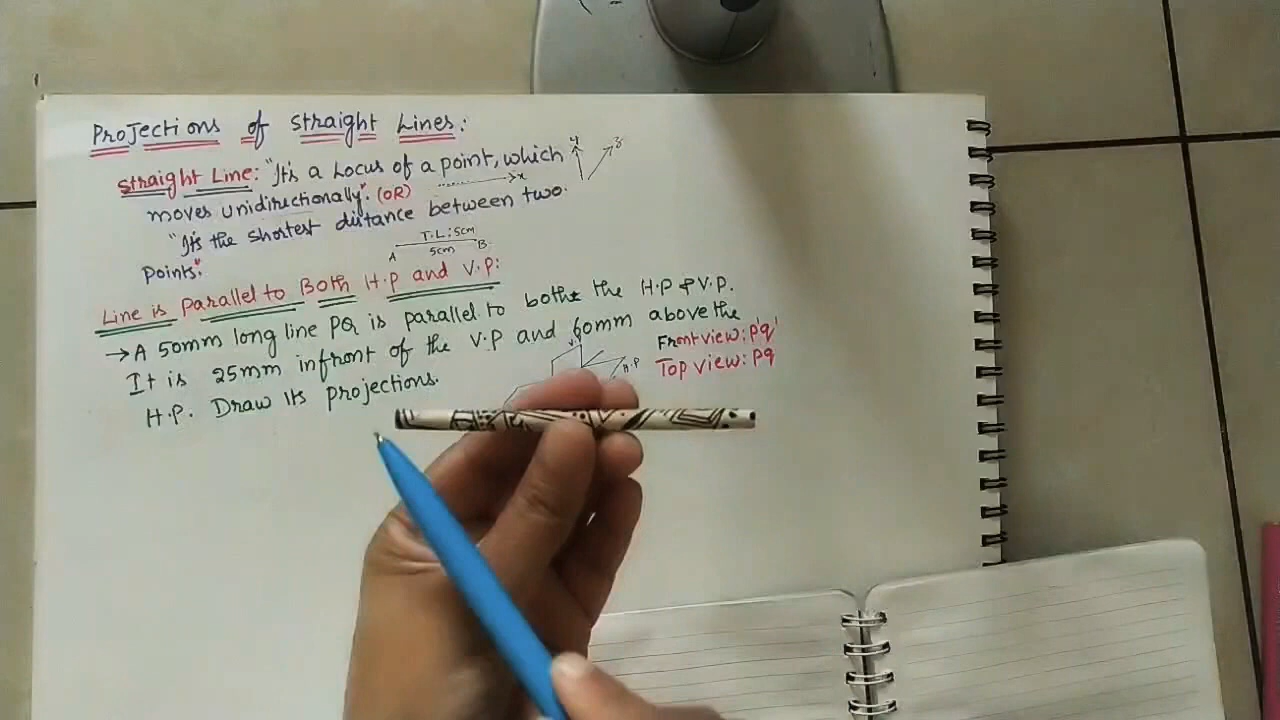 Projections of straight Lines:
straight Line: "It's a Locus of a point, which
y z
x
moves unidirectionally". (OR)
"It's the shortest distance between two
points".
T.L:5cm
A 5cm B
Line is parallel to Both H.p and V.p:
→ A 50mm long line PQ is parallel to both the H.P & V.P.
It is 25mm infront of the V.P and 60mm above the
H.P. Draw its projections.
H.P
Front view: p'q'
Top view: pq